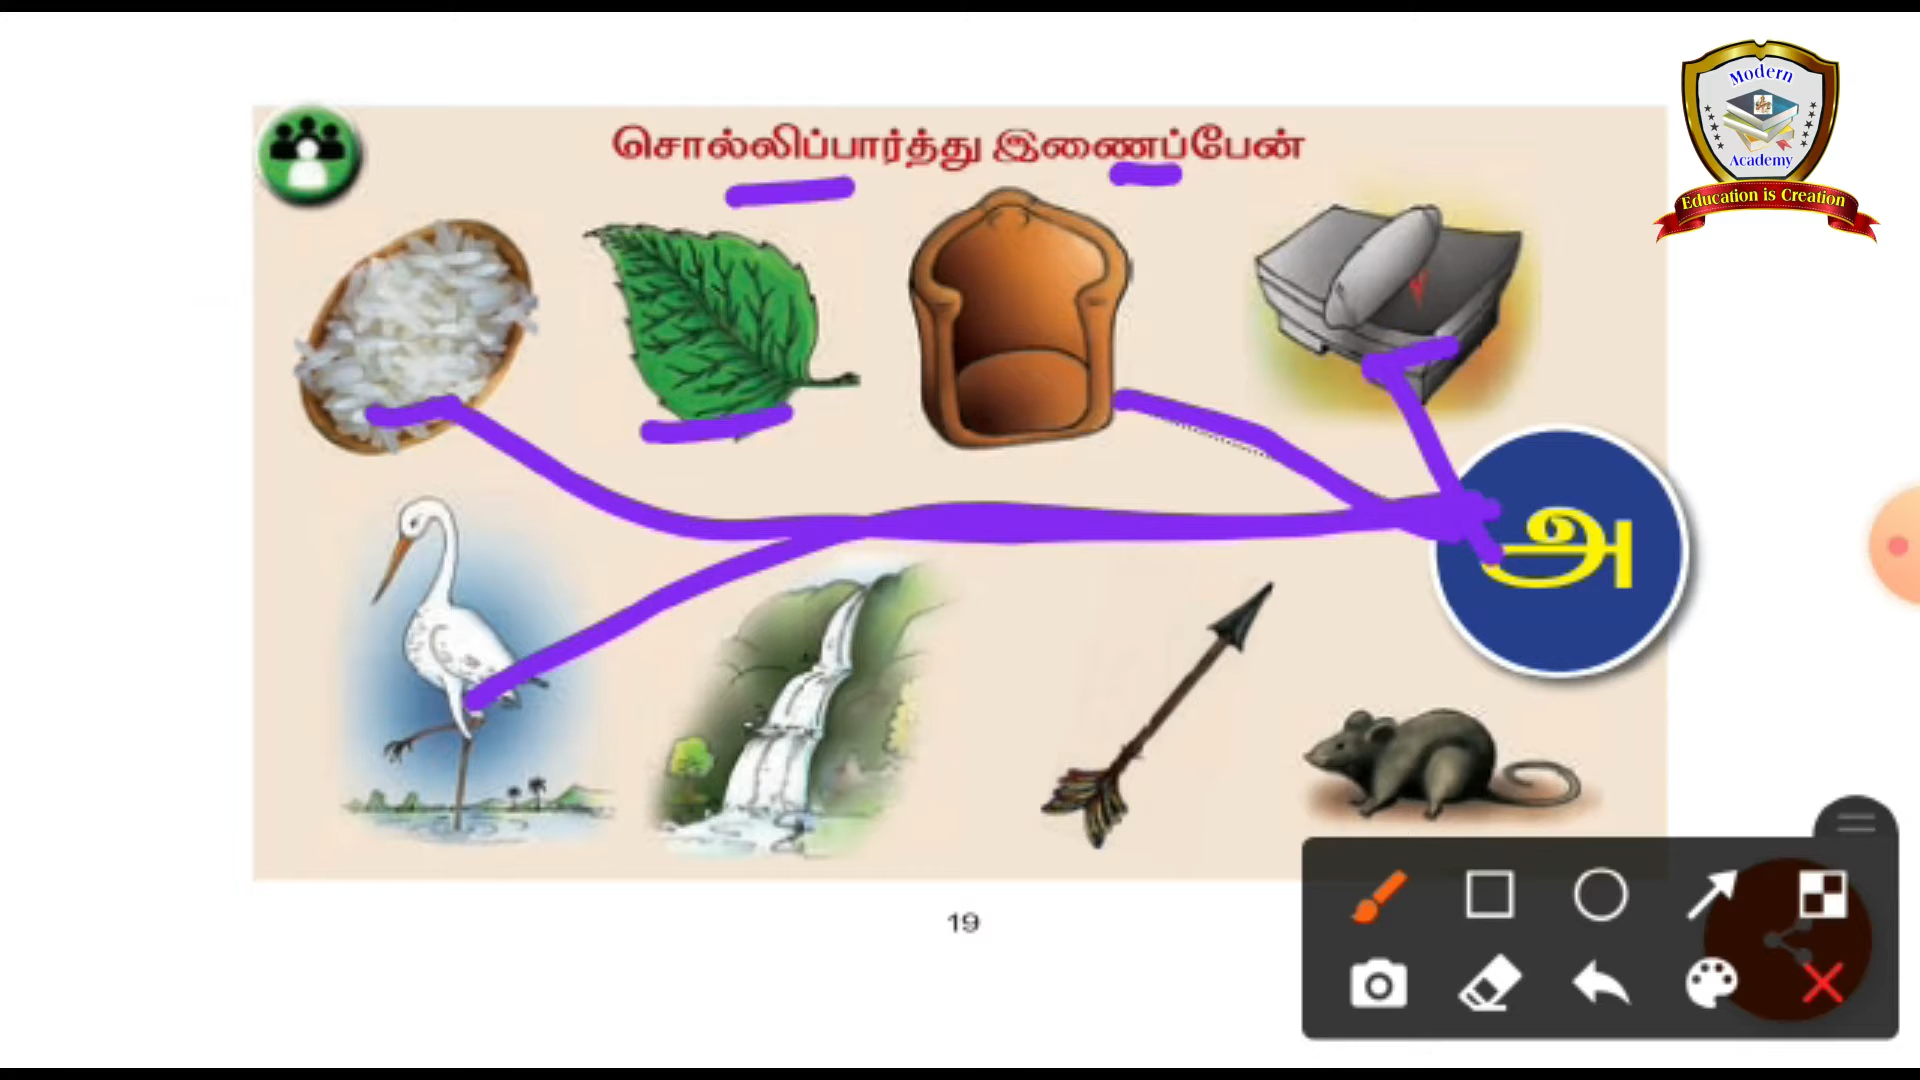 Modern
Academy
Education is Creation
சொல்லிப்பார்த்து இணைப்பேன்
அ
19